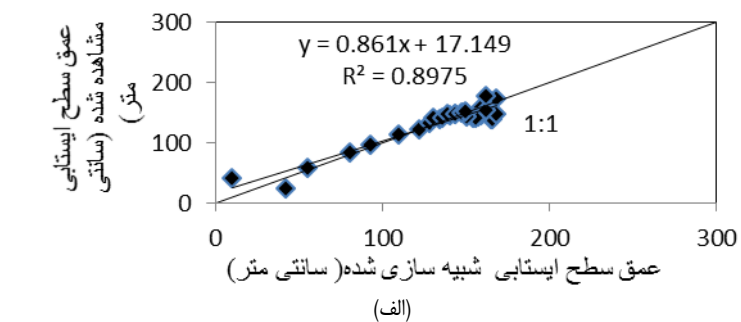 عمق سطح ایستابی
مشاهده شده (سانتی
متر)
300
200
100
0
y = 0.861x + 17.149
R² = 0.8975
1:1
0 100 200 300
عمق سطح ایستابی شبیه سازی شده( سانتی متر)
(الف)